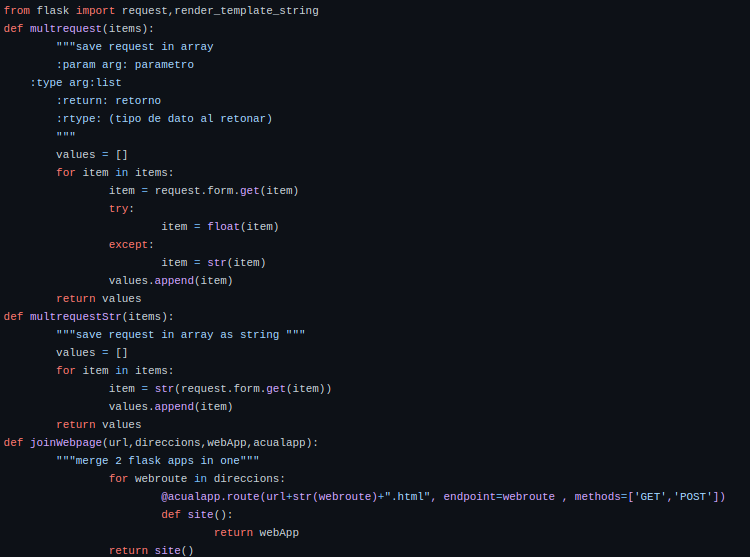 from flask import request,render_template_string
def multrequest(items):
        """save request in array
        :param arg: parametro
    :type arg:list
        :return: retorno
        :rtype: (tipo de dato al retonar)
        """
        values = []
        for item in items:
                item = request.form.get(item)
                try:
                        item = float(item)
                except:
                        item = str(item)
                values.append(item)
        return values
def multrequestStr(items):
        """save request in array as string """
        values = []
        for item in items:
                item = str(request.form.get(item))
                values.append(item)
        return values
def joinWebpage(url,direccions,webApp,acualapp):
        """merge 2 flask apps in one"""
                for webroute in direccions:
                        @acualapp.route(url+str(webroute)+".html", endpoint=webroute , methods=['GET','POST'])
                        def site():
                                return webApp
                return site()